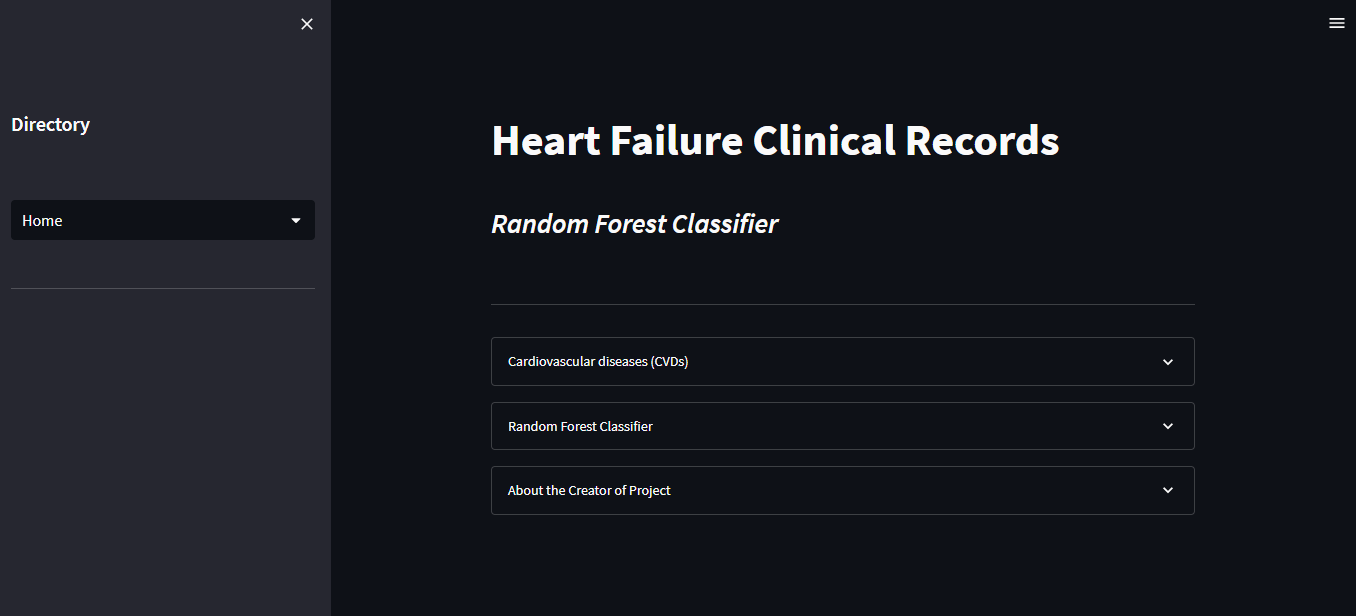 Directory
Home
Heart Failure Clinical Records
Random Forest Classifier
Cardiovascular diseases (CVDs)
Random Forest Classifier
About the Creator of Project